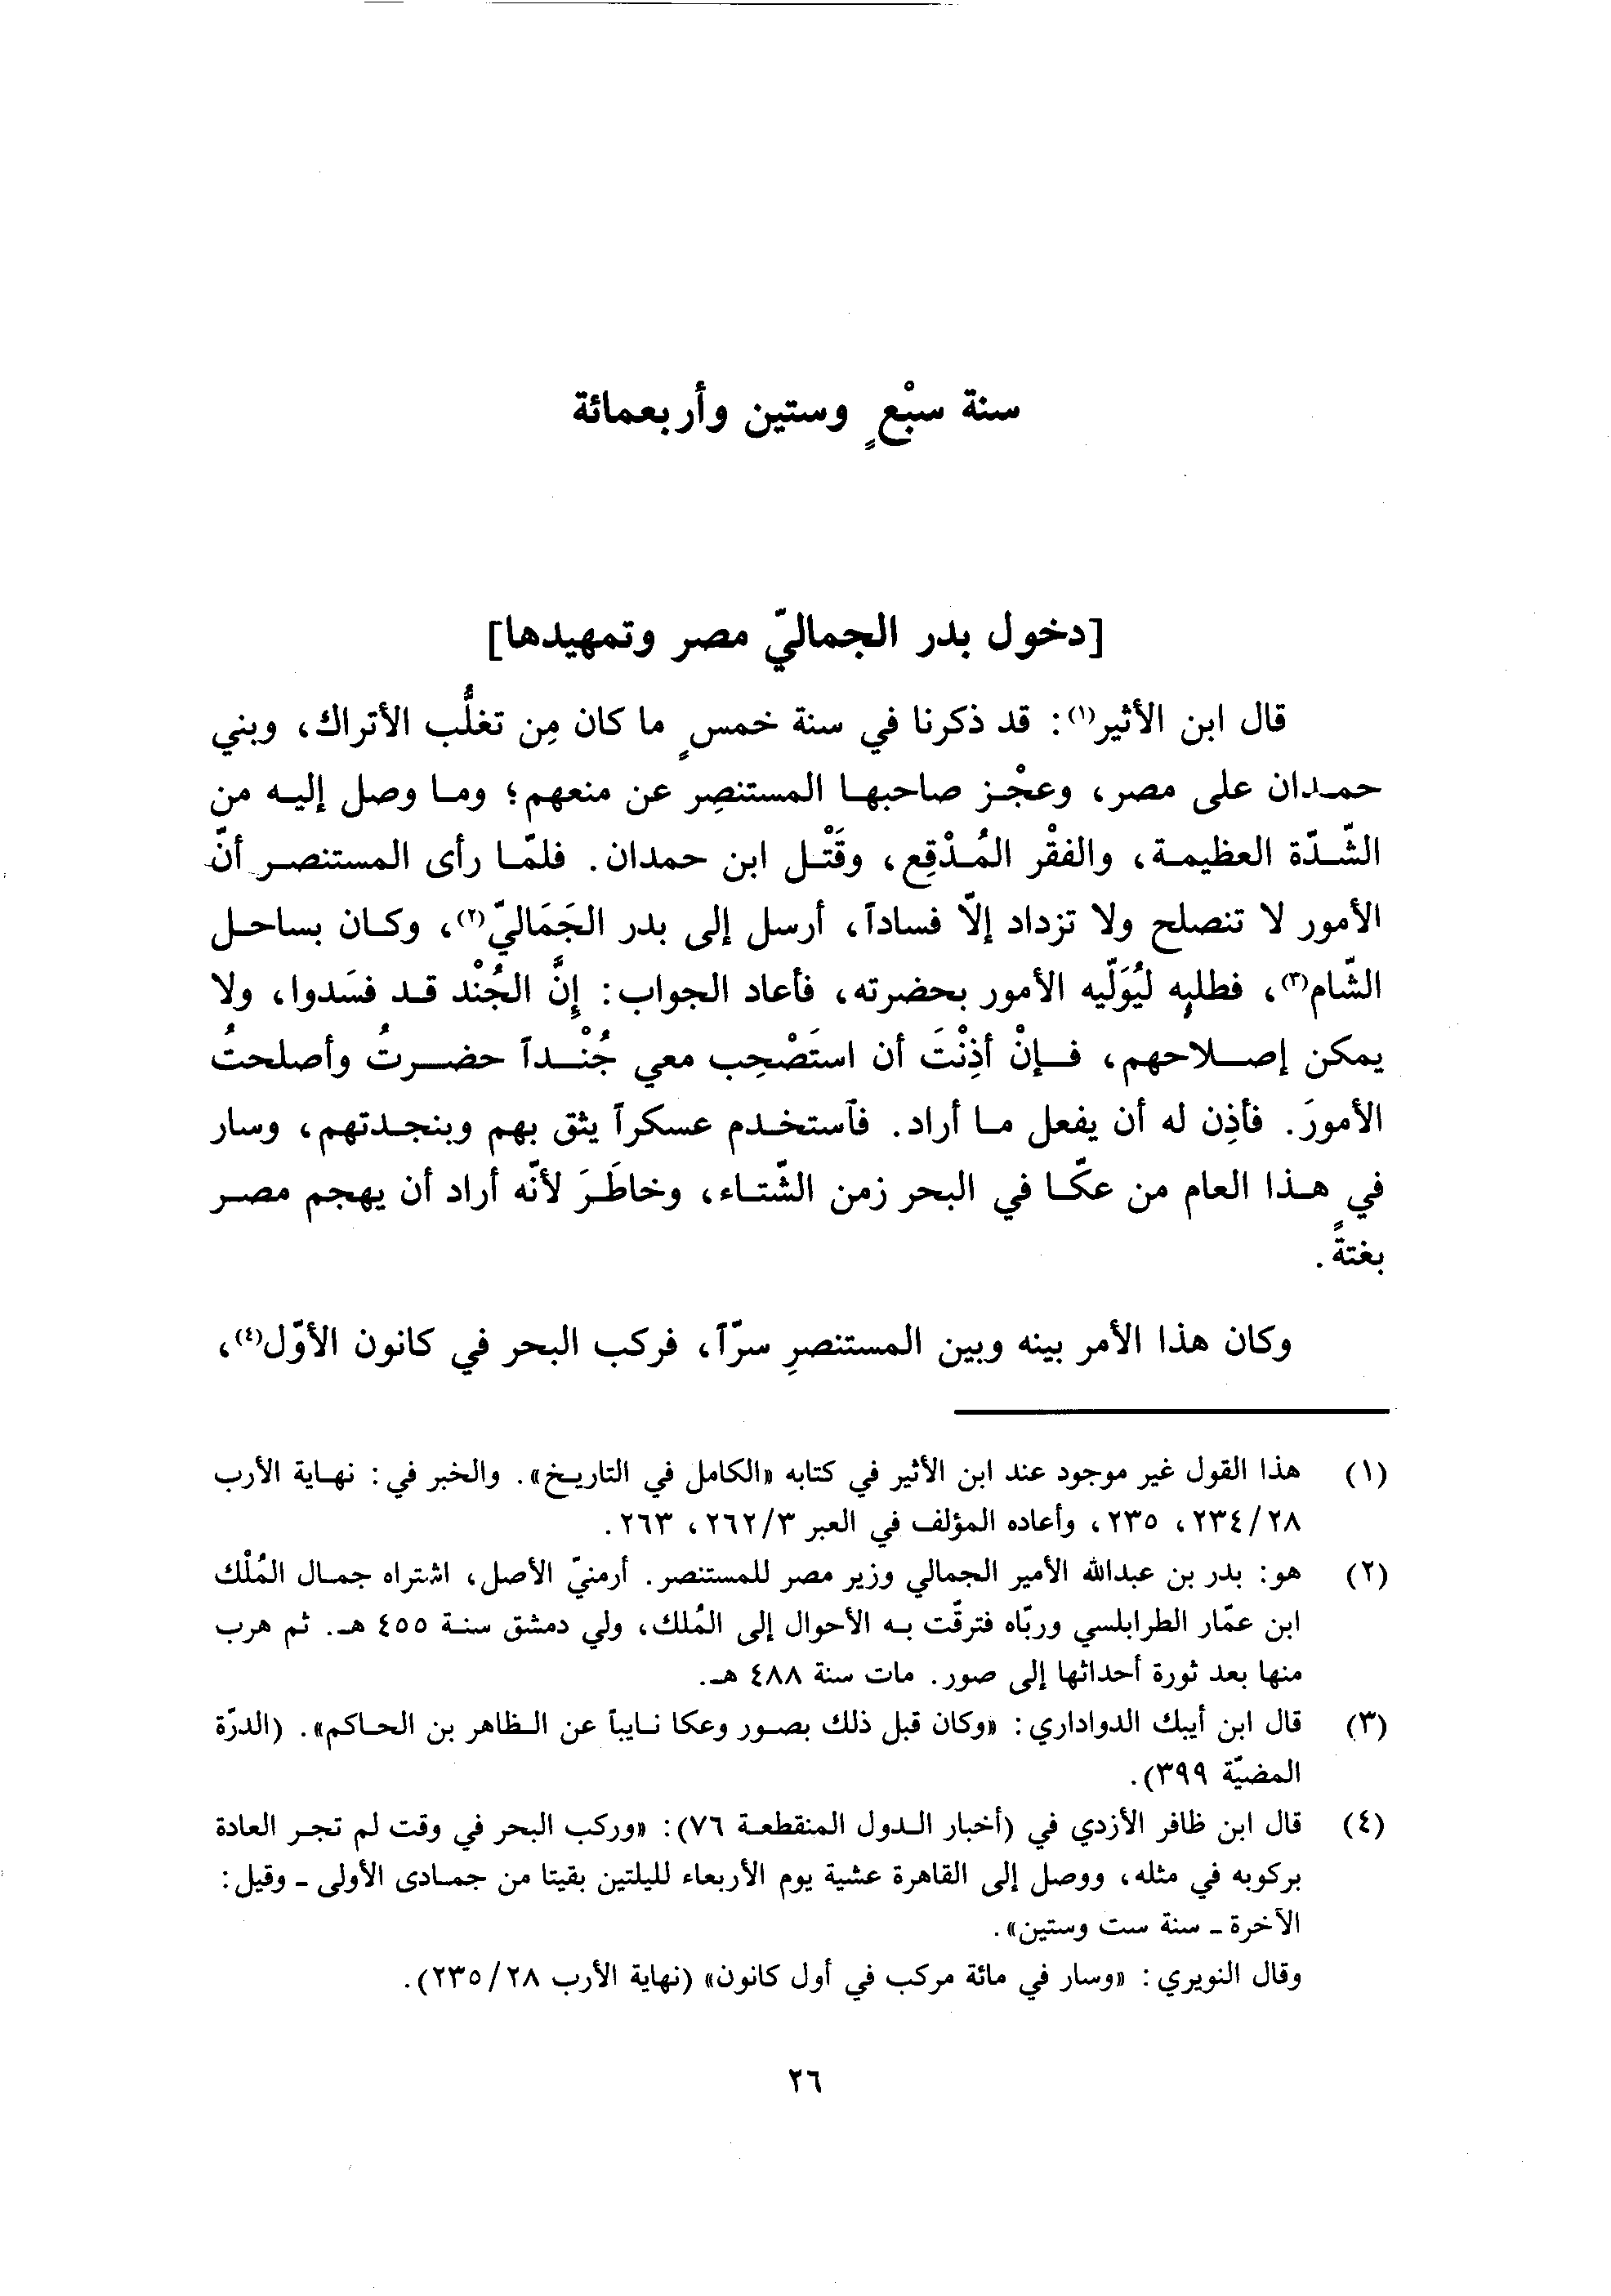 سنة سبْعٍ وستين وأربعمائة
[دخول بدر الجماليّ مصر وتمهيدها]
قال ابن الأثير(١): قد ذكرنا في سنة خمسٍ ما كان مِن تغلُّب الأتراك، وبني
حمدان على مصر، وعجْز صاحبها المستنصِر عن منعهم؛ وما وصل إليه من
الشّدّة العظيمة، والفقْر المُدْقِع، وقَتْل ابن حمدان. فلمّا رأى المستنصر أنّ
الأمور لا تنصلح ولا تزداد إلّا فساداً، أرسل إلى بدر الجَمَاليّ(٢)، وكان بساحل
الشّام(٣)، فطلبه ليُوَلّيه الأمور بحضرته، فأعاد الجواب: إنَّ الجُنْد قد فسَدوا، ولا
يمكن إصلاحهم، فإنْ أذِنْتَ أن استَصْحِب معي جُنْداً حضرتُ وأصلحتُ
الأمورَ. فأذِن له أن يفعل ما أراد. فآستخدم عسكراً يثق بهم وبنجدتهم، وسار
في هذا العام من عكّا في البحر زمن الشّتاء، وخاطَرَ لأنّه أراد أن يهجم مصر
بغتةً.
وكان هذا الأمر بينه وبين المستنصرِ سرّاً، فركب البحر في كانون الأوّل(٤)،
(١) هذا القول غير موجود عند ابن الأثير في كتابه «الكامل في التاريخ». والخبر في: نهاية الأرب
٢٣٤/٢٨، ٢٣٥، وأعاده المؤلف في العبر ٢٦٢/٣، ٢٦٣.
(٢) هو: بدر بن عبدالله الأمير الجمالي وزير مصر للمستنصر. أرمنيّ الأصل، اشتراه جمال المُلْك
ابن عمّار الطرابلسي وربّاه فترقّت به الأحوال إلى المُلك، ولي دمشق سنة ٤٥٥ هـ. ثم هرب
منها بعد ثورة أحداثها إلى صور. مات سنة ٤٨٨ هـ.
(٣) قال ابن أيبك الدواداري: «وكان قبل ذلك بصور وعكا نايباً عن الظاهر بن الحاكم». (الدرّة
المضيّة ٣٩٩).
(٤) قال ابن ظافر الأزدي في (أخبار الدول المنقطعة ٧٦): «وركب البحر في وقت لم تجر العادة
بركوبه في مثله، ووصل إلى القاهرة عشية يوم الأربعاء لليلتين بقيتا من جمادى الأولى - وقيل:
الآخرة - سنة ست وستين».
وقال النويري: «وسار في مائة مركب في أول كانون» (نهاية الأرب ٢٣٥/٢٨).
٢٦